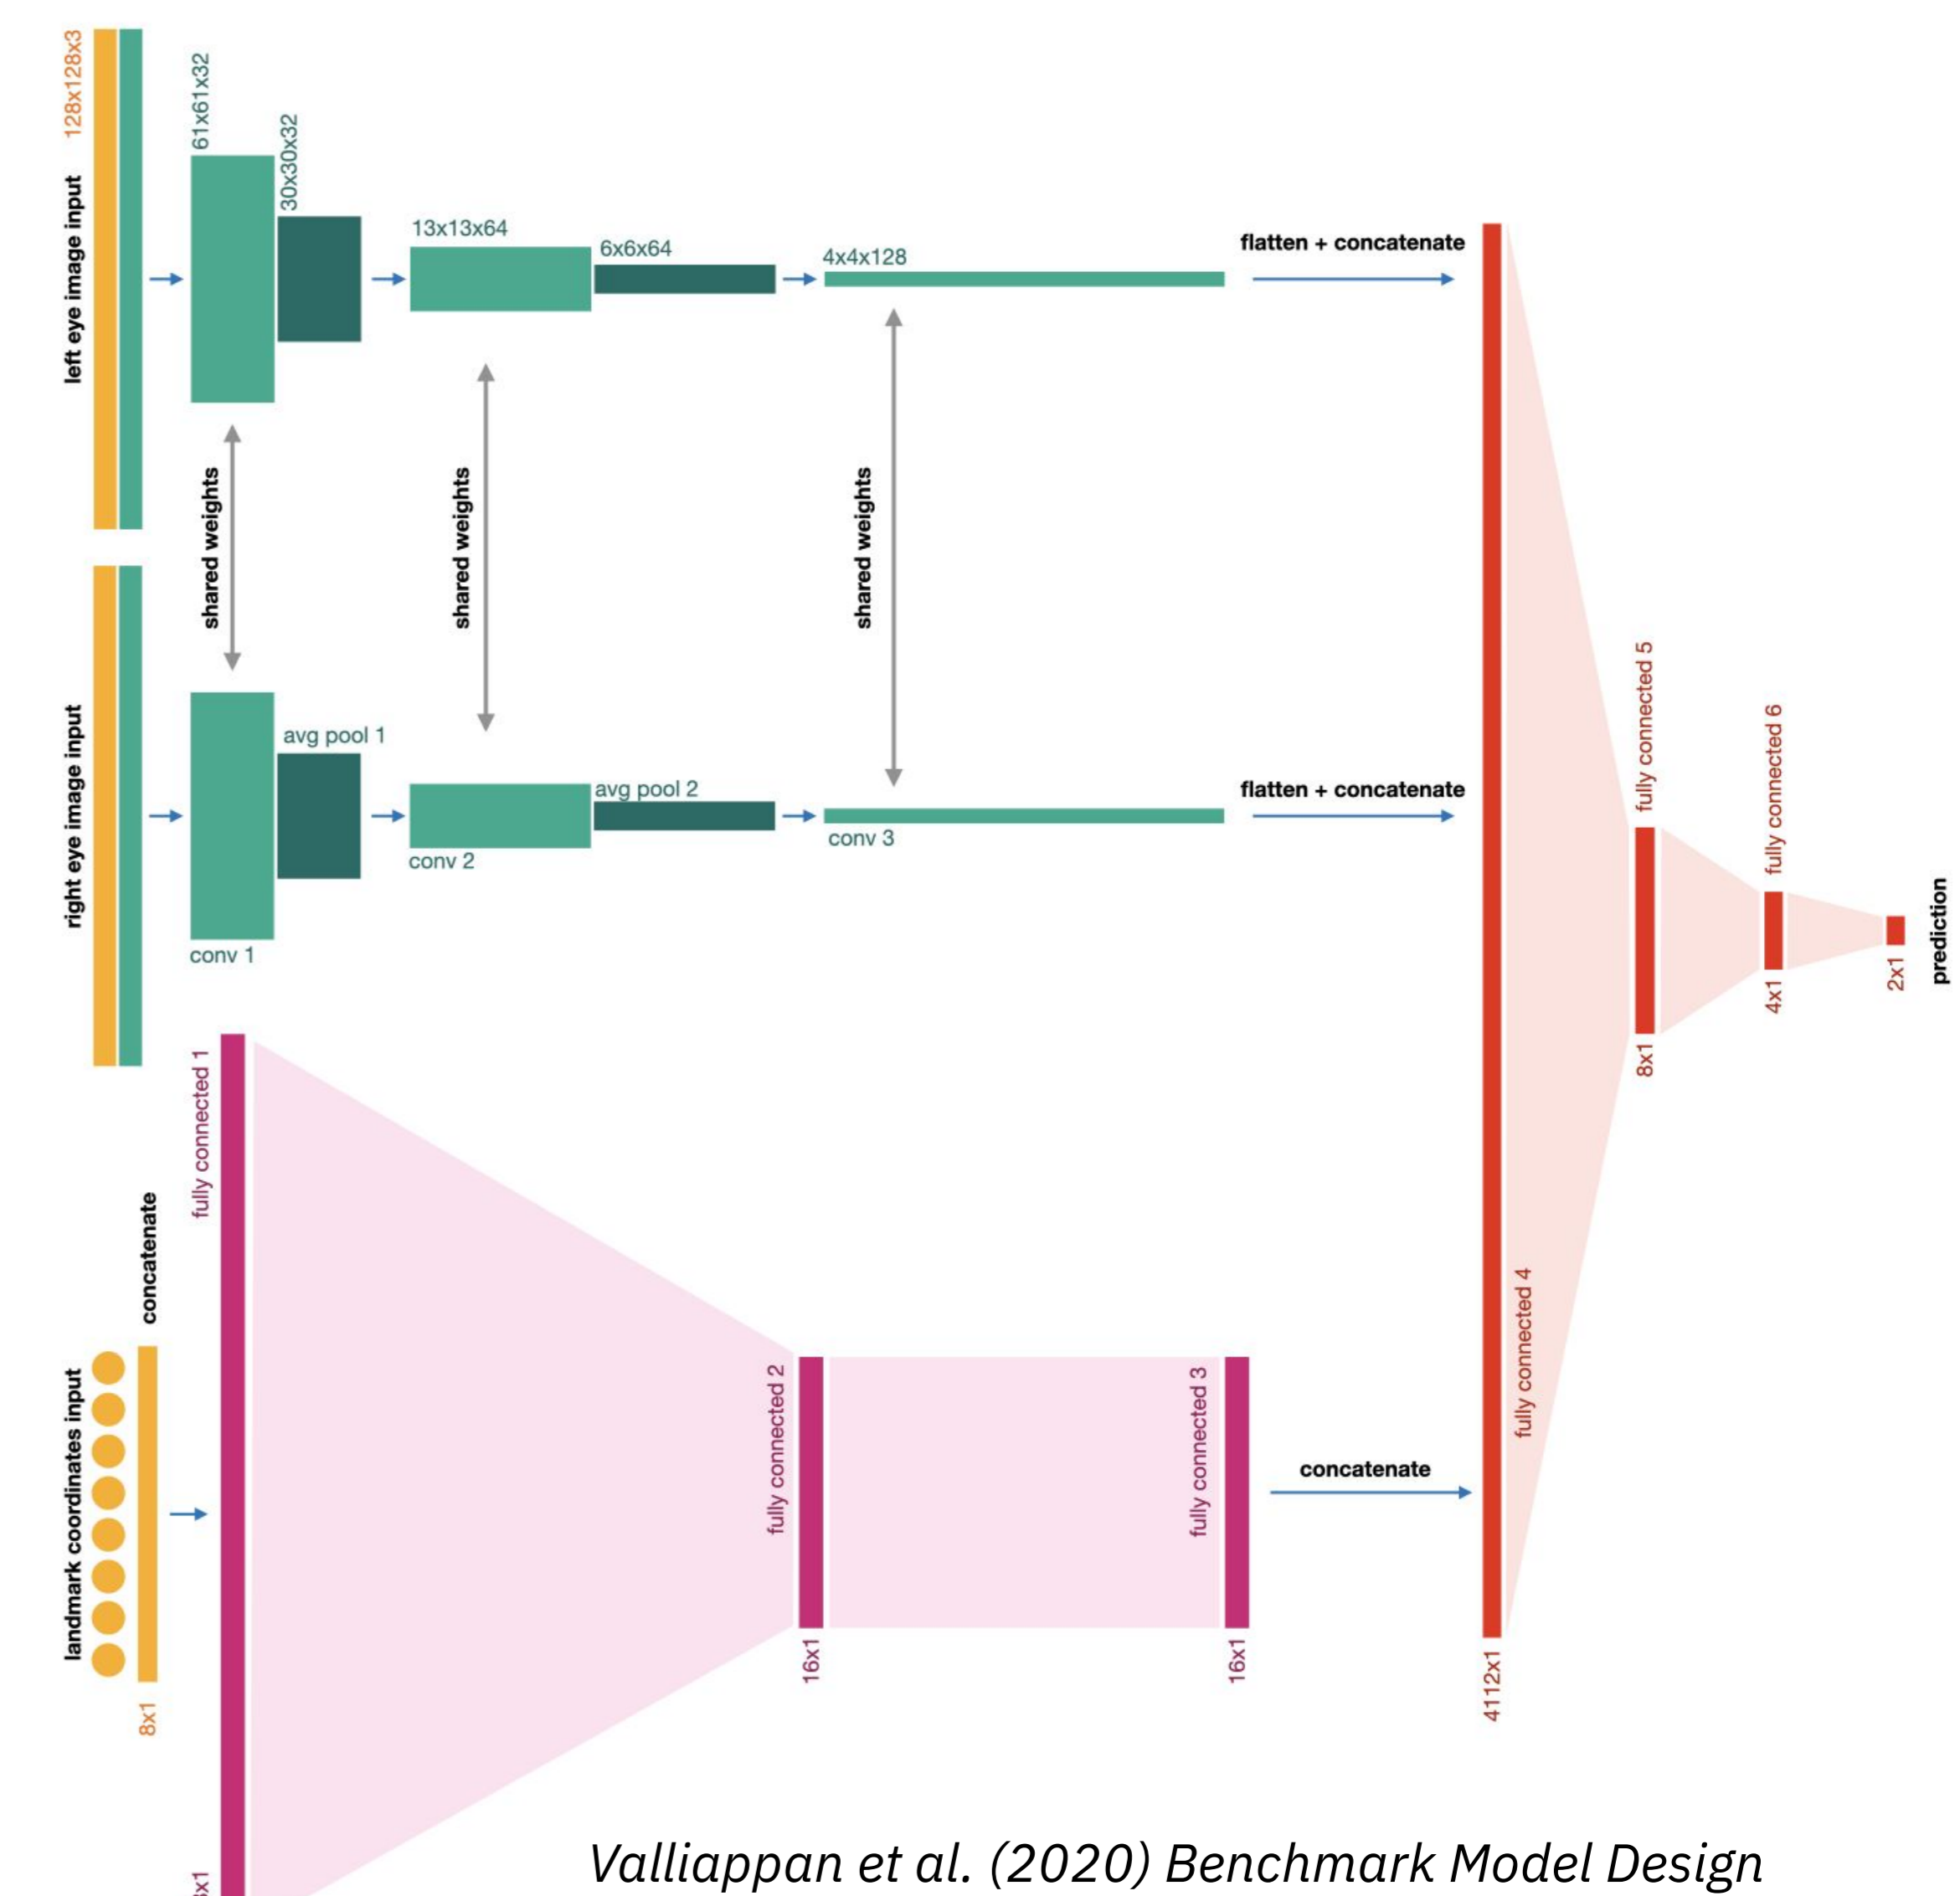 128x128x3
left eye image input
61x61x32
30x30x32
13x13x64
6x6x64
4x4x128
flatten + concatenate
shared weights
shared weights
shared weights
right eye image input
avg pool 1
avg pool 2
conv 1
conv 2
conv 3
flatten + concatenate
fully connected 5
fully connected 6
8x1
4x1
2x1
prediction
fully connected 1
concatenate
landmark coordinates input
8x1
fully connected 2
16x1
fully connected 3
16x1
concatenate
fully connected 4
4112x1
Valliappan et al. (2020) Benchmark Model Design